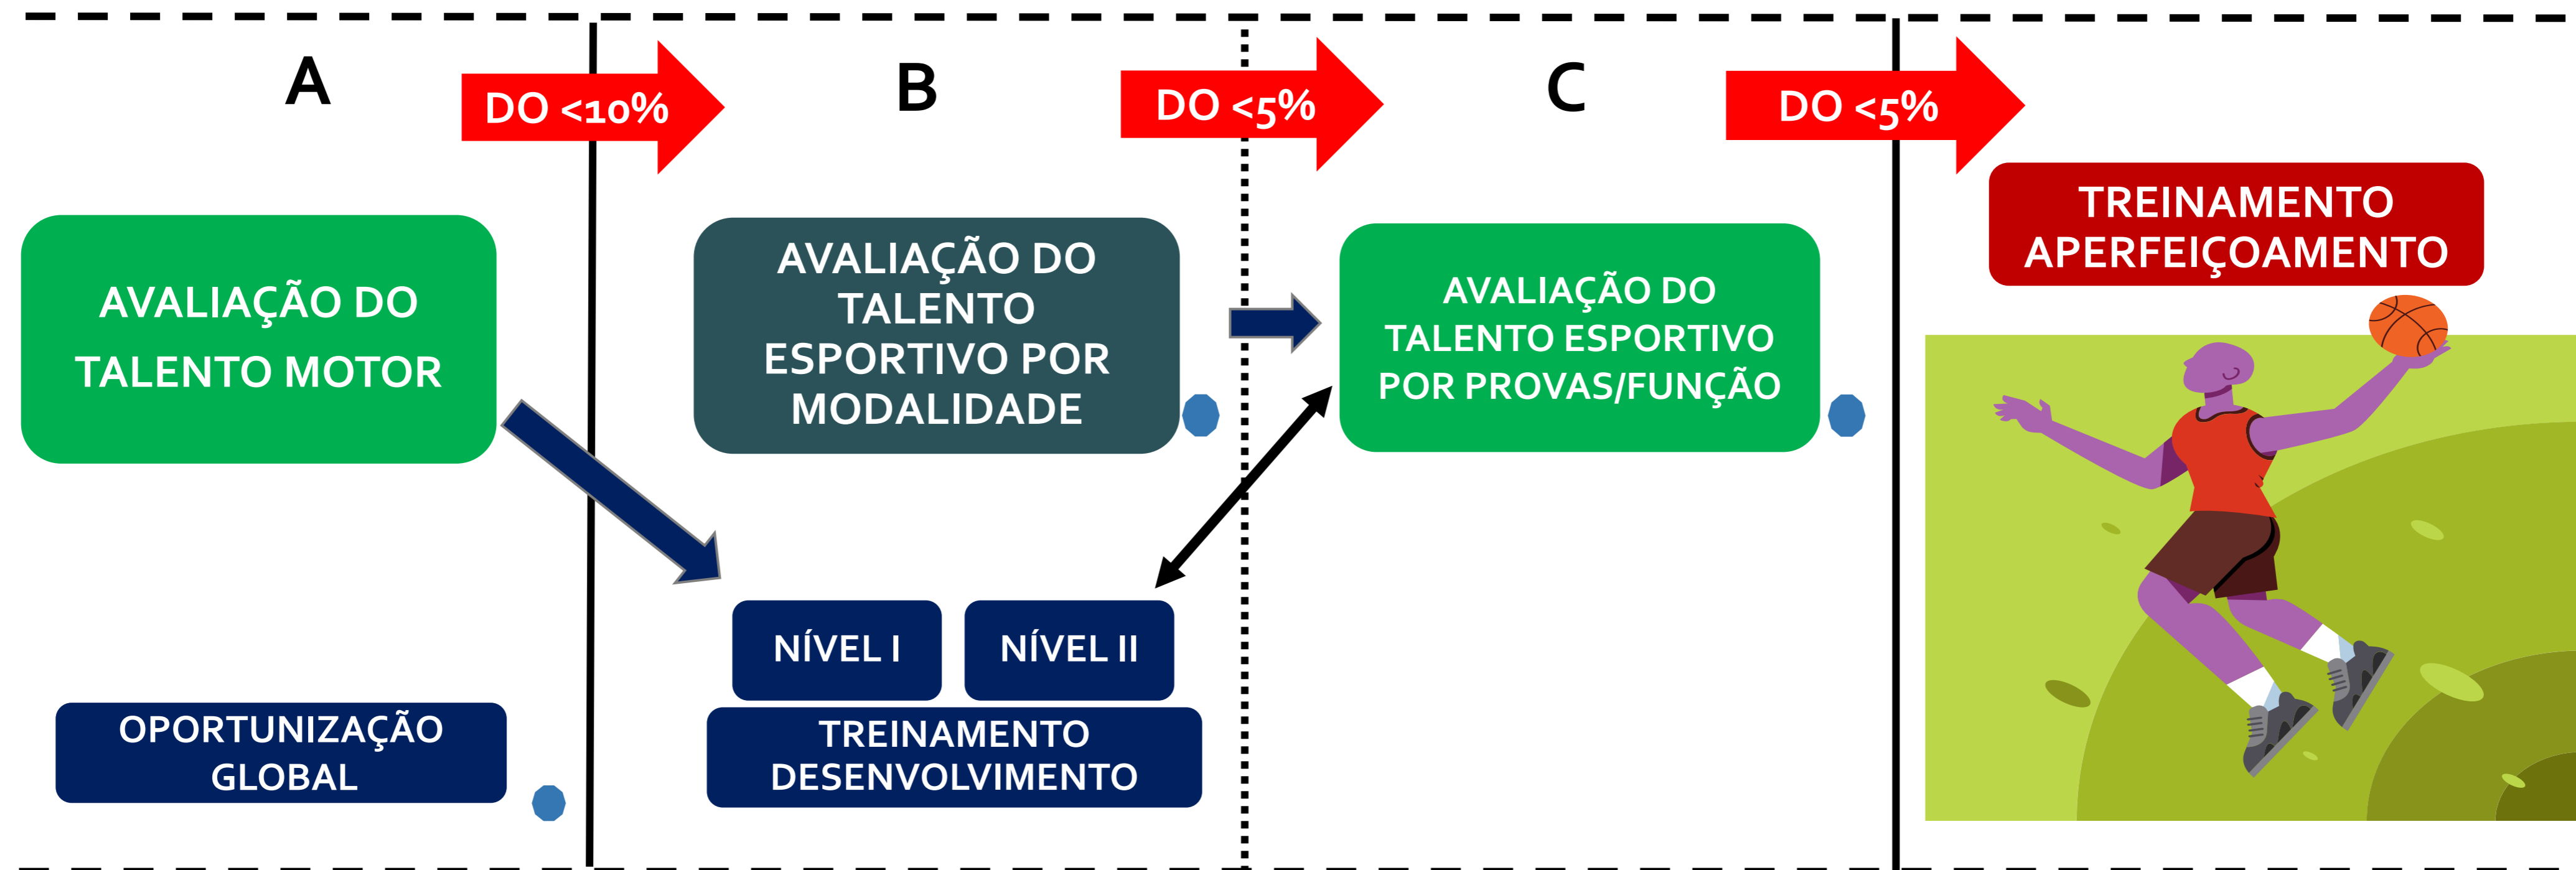 A
DO <10%
B
DO <5%
C
DO <5%
AVALIAÇÃO DO
TALENTO MOTOR
AVALIAÇÃO DO
TALENTO
ESPORTIVO POR
MODALIDADE
AVALIAÇÃO DO
TALENTO ESPORTIVO
POR PROVAS/FUNÇÃO
TREINAMENTO
APERFEIÇOAMENTO
OPORTUNIZAÇÃO
GLOBAL
NÍVEL I
NÍVEL II
TREINAMENTO
DESENVOLVIMENTO